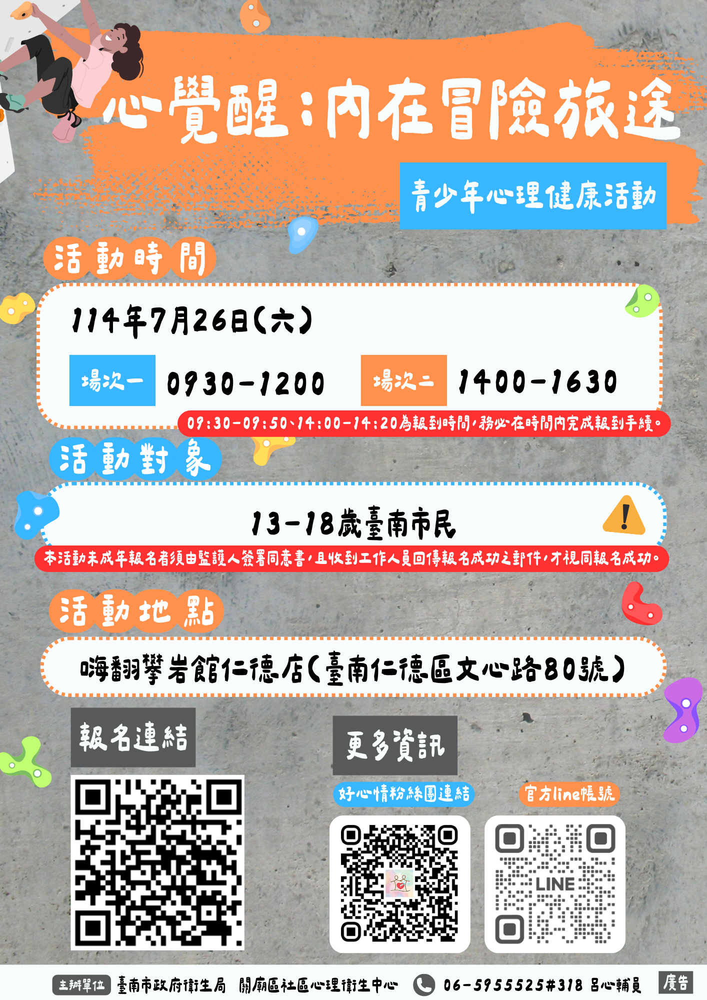 心覺醒:內在冒險旅途
青少年心理健康活動
活動時間
114年7月26日(六)
場次一 0930-1200 場次二 1400-1630
09:30-09:50、14:00-14:20為報到時間，務必在時間內完成報到手續。
活動對象
13-18歲臺南市民
本活動未成年報名者須由監護人簽署同意書，且收到工作人員回傳報名成功之郵件，才視同報名成功。
活動地點
嗨翻攀岩館仁德店(臺南仁德區文心路80號)
報名連結
更多資訊
好心情粉絲團連結
官方line帳號
LINE
主辦單位 臺南市政府衛生局 關廟區社區心理衛生中心 06-5955525#318 呂心輔員 廣告